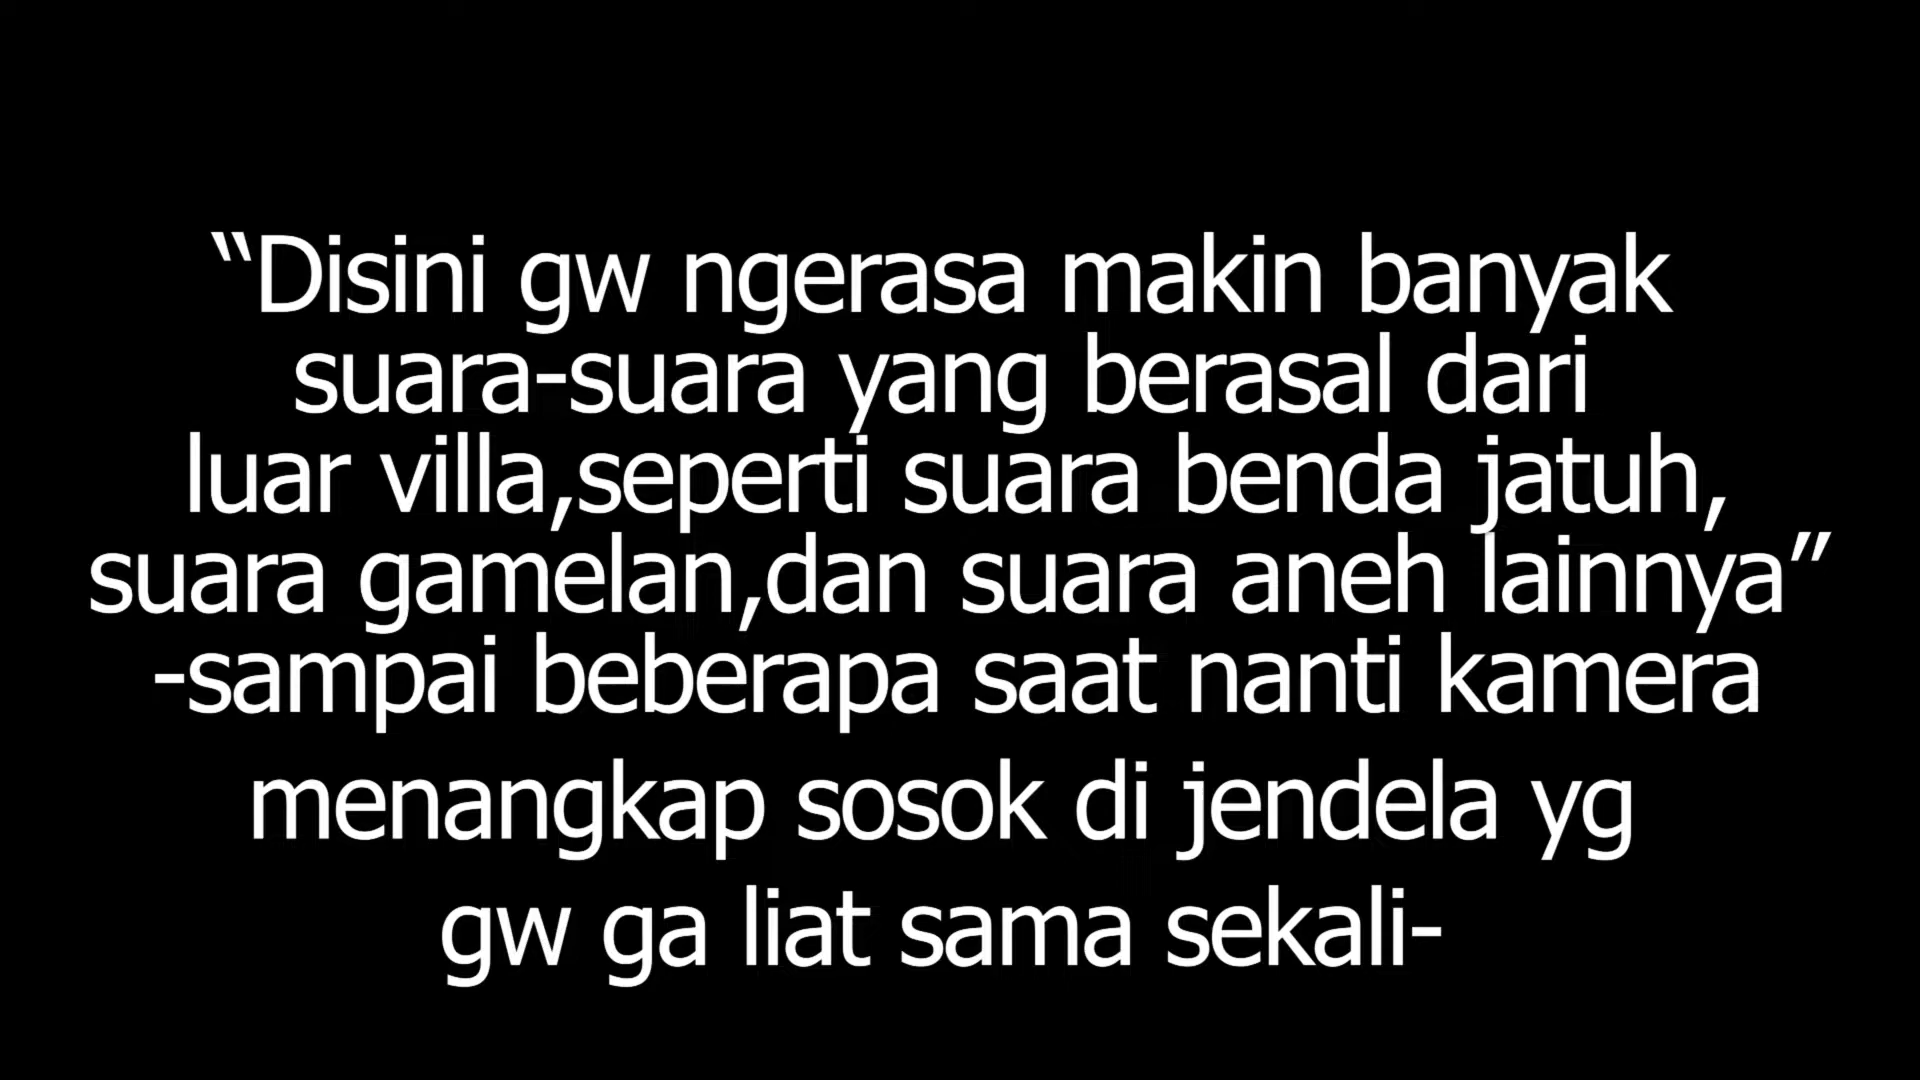 “Disini gw ngerasa makin banyak
suara-suara yang berasal dari
luar villa,seperti suara benda jatuh,
suara gamelan,dan suara aneh lainnya”
-sampai beberapa saat nanti kamera
menangkap sosok di jendela yg
gw ga liat sama sekali-